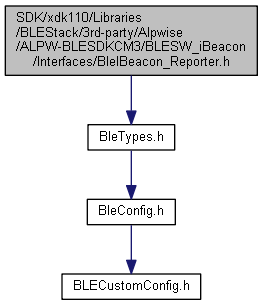 SDK/xdk110/Libraries
/BLEStack/3rd-party/Alpwise
/ALPW-BLESDKCM3/BLESW_iBeacon
/Interfaces/BleIBeacon_Reporter.h
BleTypes.h
BleConfig.h
BLECustomConfig.h